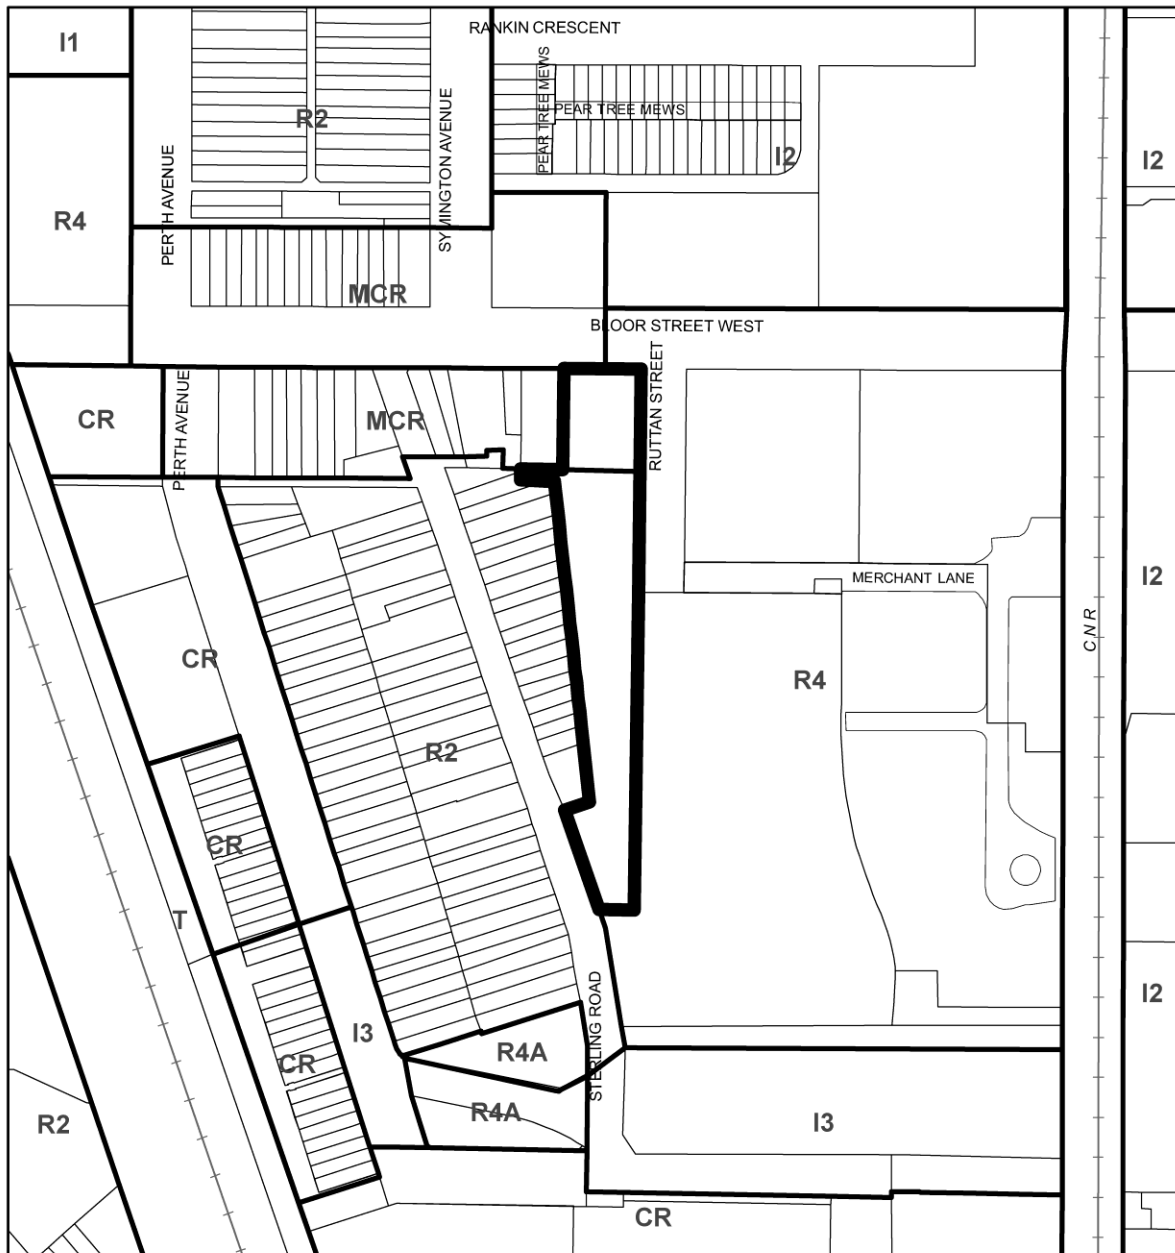 RANKIN CRESCENT
I1
PEAR TREE MEWS
PEAR TREE MEWS
R2
SYMINGTON AVENUE
PERTH AVENUE
I2
I2
R4
MCR
BLOOR STREET WEST
RUTTAN STREET
CR
PERTH AVENUE
MCR
MERCHANT LANE
I2
CNR
CR
R4
R2
CR
T
I2
STERLING ROAD
I3
R4A
CR
R4A
R2
I3
CR